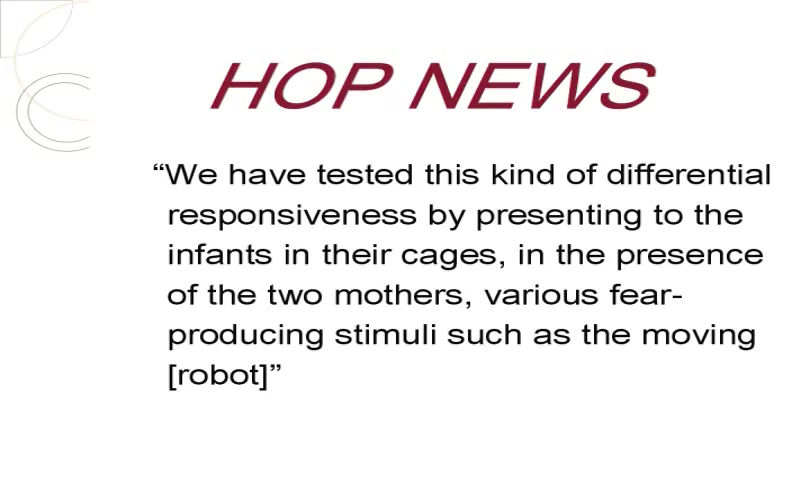 HOP NEWS
“We have tested this kind of differential
responsiveness by presenting to the
infants in their cages, in the presence
of the two mothers, various fear-
producing stimuli such as the moving
[robot]”